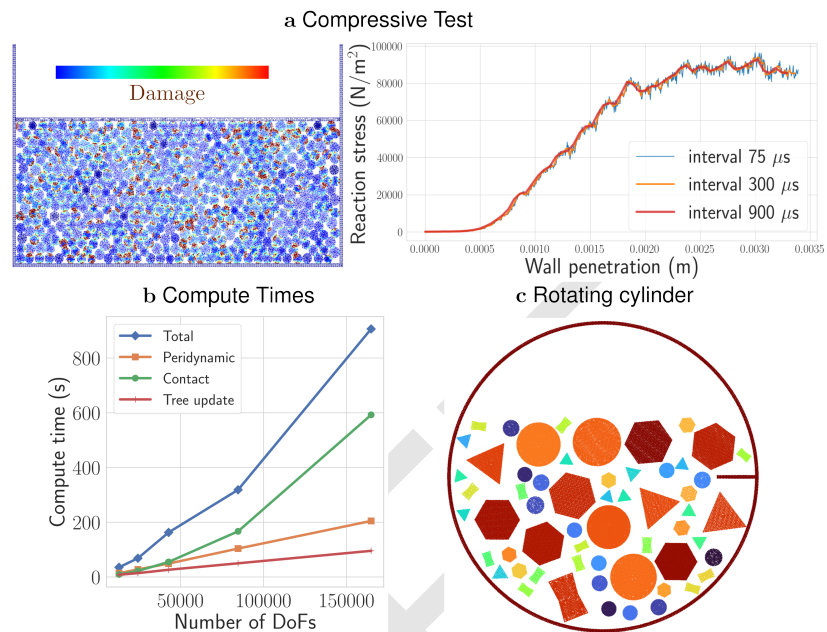 a Compressive Test
Damage
Reaction stress (N/m²)
100000
80000
60000
40000
20000
0
interval 75 μs
interval 300 μs
interval 900 μs
0.0000 0.0005 0.0010 0.0015 0.0020 0.0025 0.0030 0.0035
Wall penetration (m)
b Compute Times
Compute time (s)
800
600
400
200
0
Total
Peridynamic
Contact
Tree update
50000 100000 150000
Number of DoFs
c Rotating cylinder